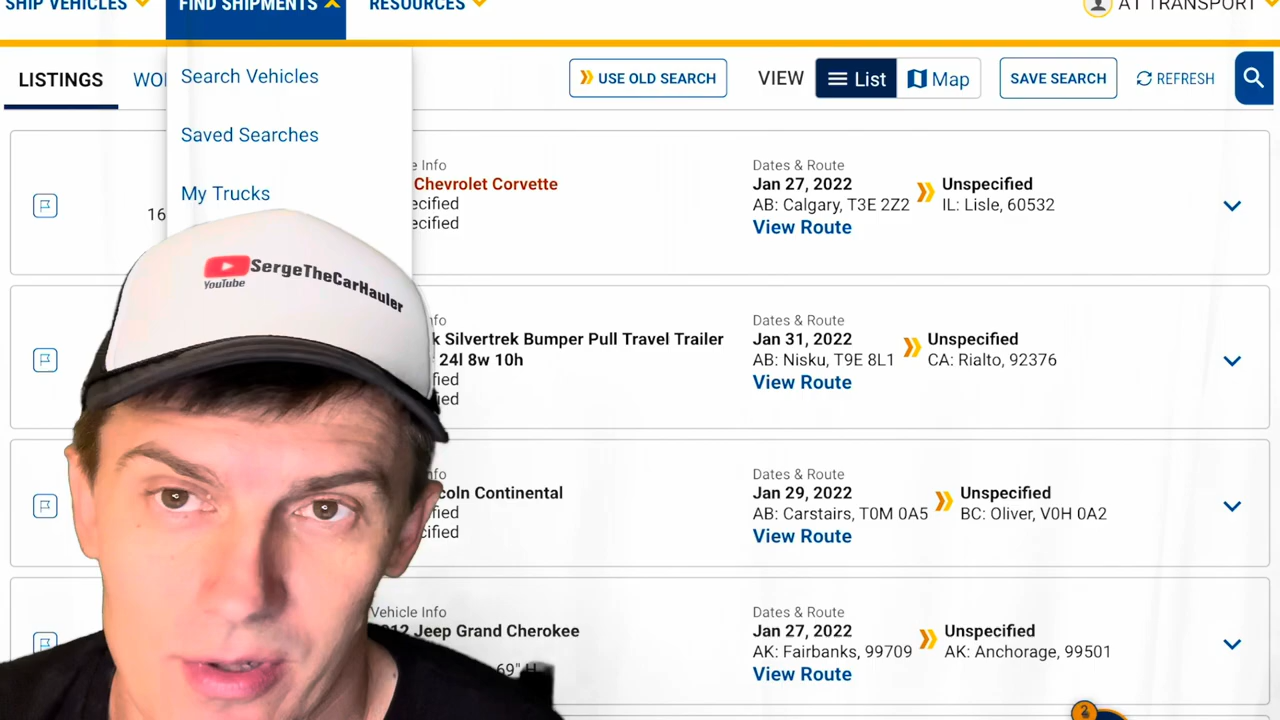 SHIP VEHICLES
FIND SHIPMENTS
RESOURCES
AT TRANSPORT
LISTINGS
USE OLD SEARCH
VIEW
List
Map
SAVE SEARCH
REFRESH
Search Vehicles
Saved Searches
My Trucks
16
Info
Chevrolet Corvette
Dates & Route
Jan 27, 2022
AB: Calgary, T3E 2Z2
View Route
Unspecified
IL: Lisle, 60532
Silvertrek Bumper Pull Travel Trailer
24l 8w 10h
Dates & Route
Jan 31, 2022
AB: Nisku, T9E 8L1
View Route
Unspecified
CA: Rialto, 92376
Continental
Dates & Route
Jan 29, 2022
AB: Carstairs, T0M 0A5
View Route
Unspecified
BC: Oliver, V0H 0A2
Vehicle Info
Jeep Grand Cherokee
69" H
Dates & Route
Jan 27, 2022
AK: Fairbanks, 99709
View Route
Unspecified
AK: Anchorage, 99501
2
YouTube
SergeTheCarHauler